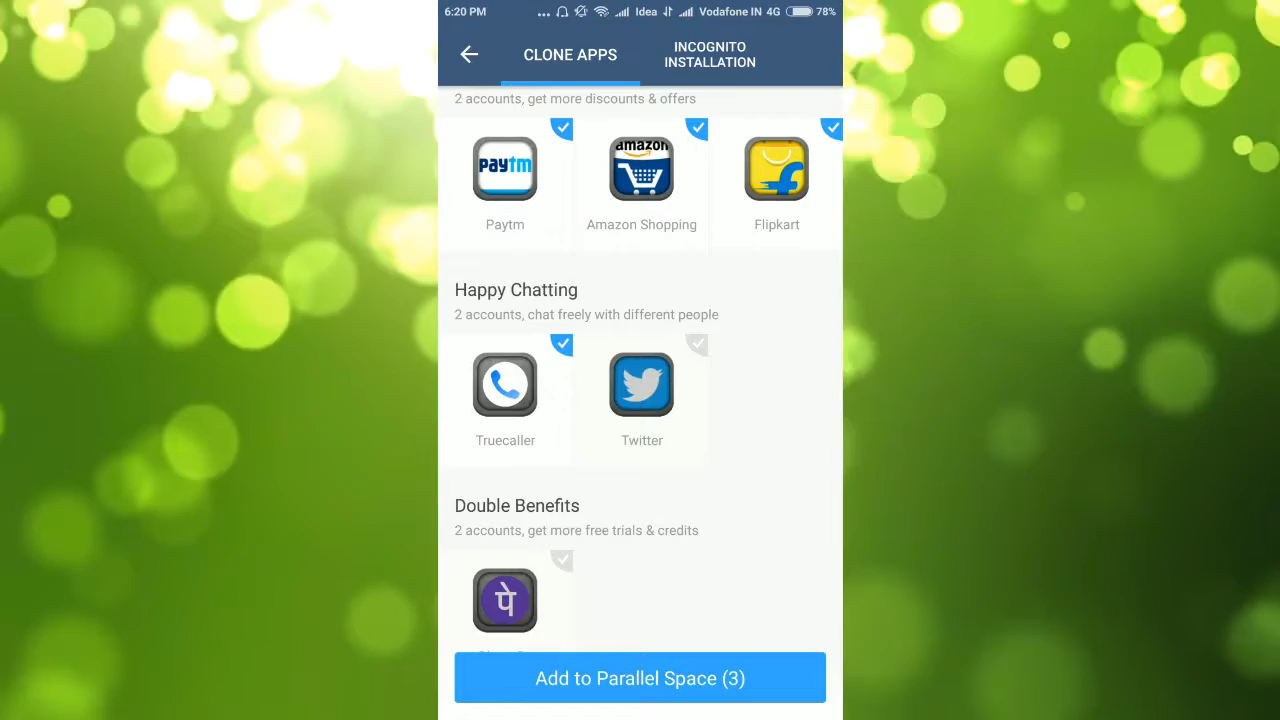 6:20 PM ... Idea Vodafone IN 4G 78%
CLONE APPS
INCOGNITO
INSTALLATION
2 accounts, get more discounts & offers
paytm
amazon
Paytm
Amazon Shopping
Flipkart
Happy Chatting
2 accounts, chat freely with different people
Truecaller
Twitter
Double Benefits
2 accounts, get more free trials & credits
पे
Add to Parallel Space (3)